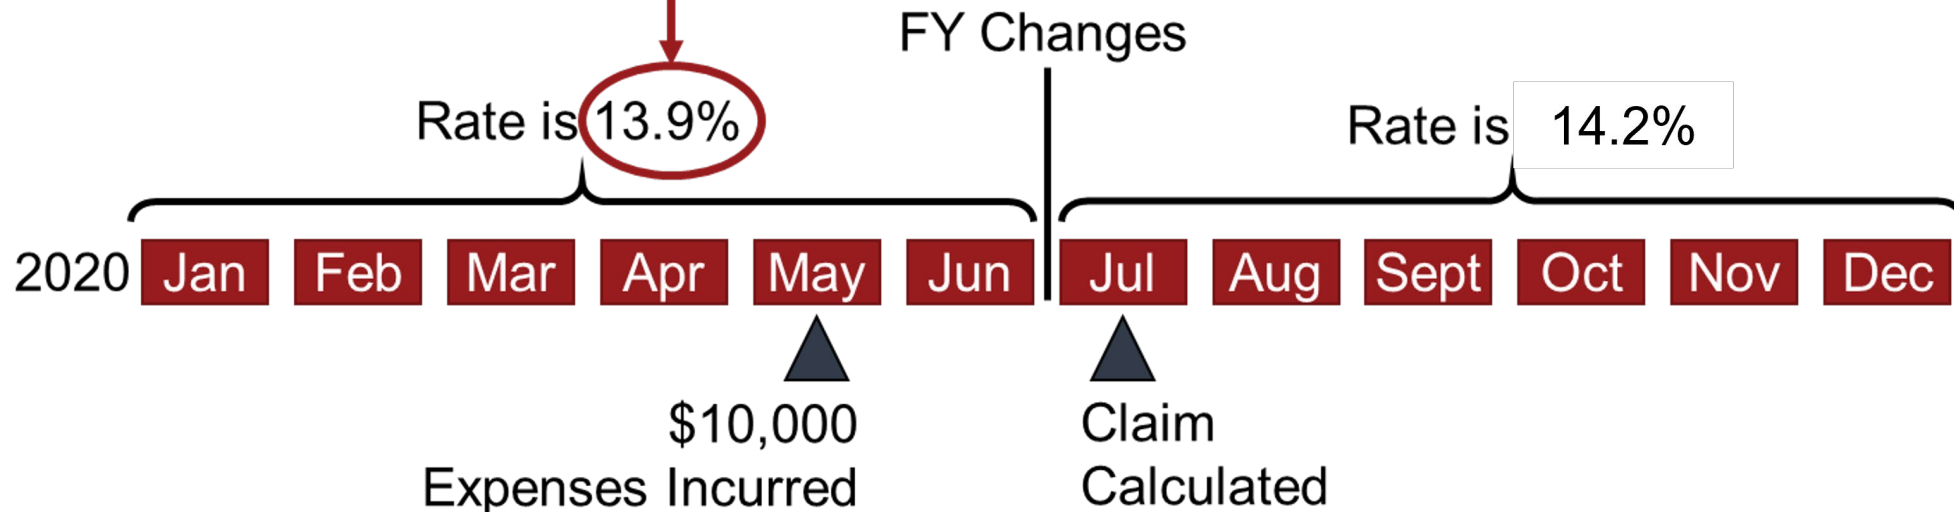 FY Changes
Rate is 13.9%
Rate is 14.2%
2020 Jan Feb Mar Apr May Jun Jul Aug Sept Oct Nov Dec
$10,000
Expenses Incurred
Claim
Calculated